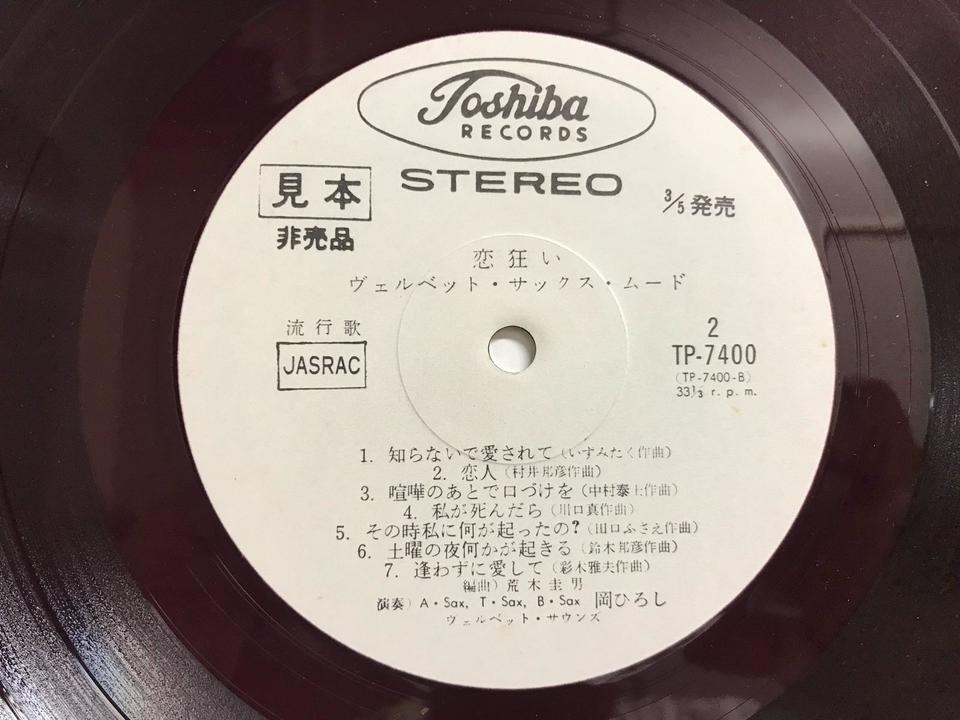 Toshiba
RECORDS
STEREO
見本
非売品
3/5 発売
恋狂い
ヴェルベット・サックス・ムード
流行歌
JASRAC
2
TP-7400
(TP-7400-B)
33 1/3 r. p. m.
1. 知らないで愛されて (いずみたく作曲)
2. 恋人 (村井邦彦作曲)
3. 喧嘩のあとで口づけを (中村泰士作曲)
4. 私が死んだら (川口真作曲)
5. その時私に何が起ったの? (田口ふさえ作曲)
6. 土曜の夜何かが起きる (鈴木邦彦作曲)
7. 逢わずに愛して (彩木雅夫作曲)
編曲) 荒木圭男
演奏) A・Sax, T・Sax, B・Sax 岡ひろし
ヴェルベット・サウンズ